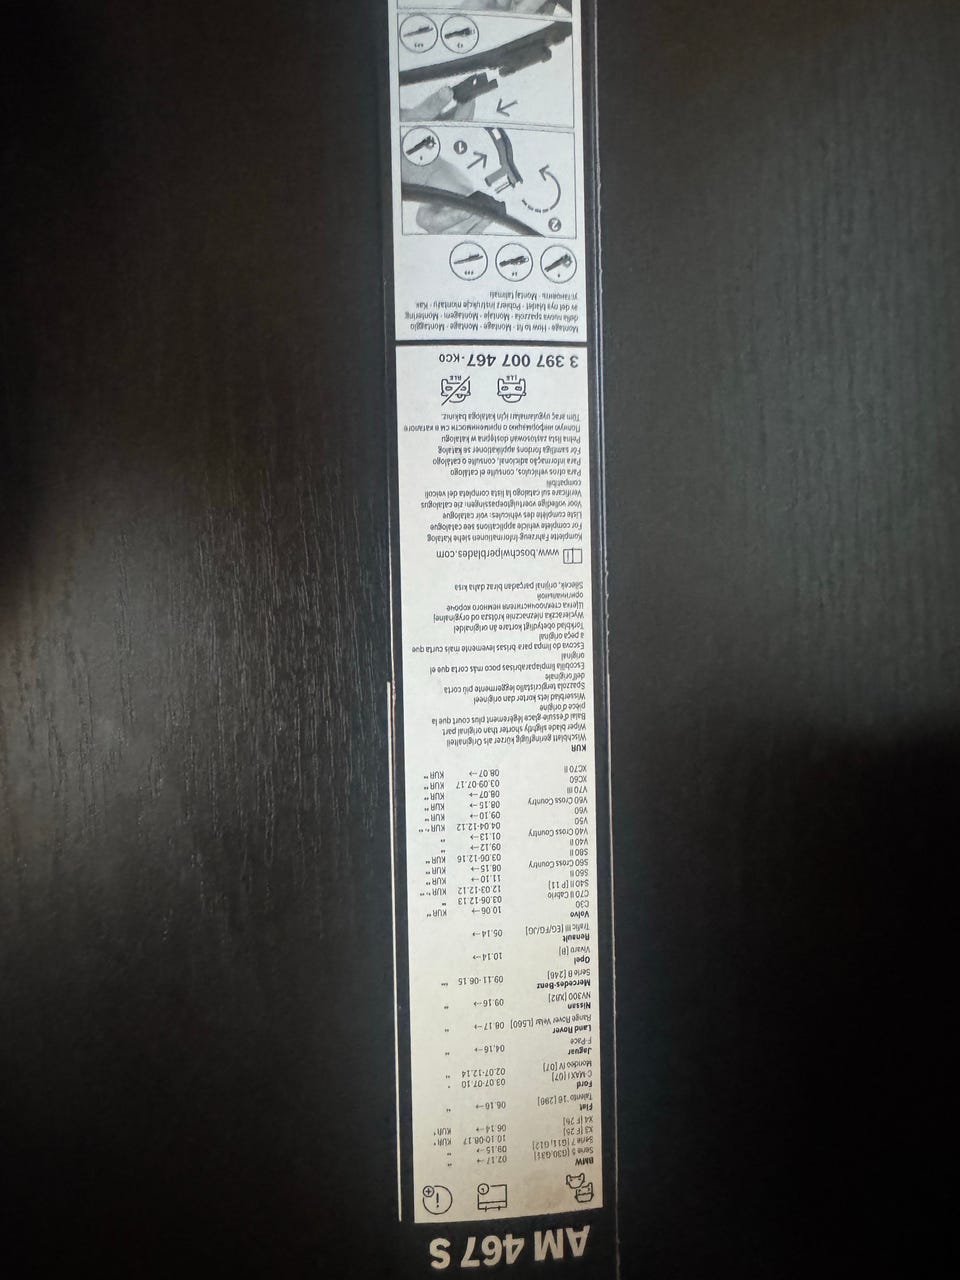 AM 467 S
BMW
Serie 5 [G30,G31] 02.17→ **
Serie 7 [G11,G12] 09.15→ **
X3 [F 25] 10.10-08.17 KUR*
X4 [F 26] 06.14→ KUR*
Fiat
Talento '16 [296] 06.16→ **
Ford
C-MAX I [07] 03.07-07.10 *
Mondeo IV [07] 02.07-12.14 **
Jaguar
F-Pace 04.16→ **
Land Rover
Range Rover Velar [L560] 08.17→ **
Nissan
NV300 [X82] 09.16→ **
Mercedes-Benz
Serie B [246] 09.11-06.15 ***
Opel
Vivaro [B] 10.14→
Renault
Trafic III [EG/FG/JG] 05.14→
Volvo
C30 10.06→ KUR**
C70 II Cabrio 03.06-12.13 **
S40 II [P 11] 12.03-12.12 KUR*,**
S60 II 11.10→ KUR**
S60 Cross Country 08.15→ KUR**
S80 II 03.06-12.16 KUR**
V40 II 09.12→ **
V40 Cross Country 01.13→ **
V50 04.04-12.12 KUR*,**
V60 09.10→ KUR**
V60 Cross Country 08.15→ KUR**
V70 III 08.07→ KUR**
XC60 03.09-07.17 KUR**
XC70 II 08.07→ KUR**
KUR
Wischblatt geringfügig kürzer als Originalteil
Wiper blade slightly shorter than original part
Balai d'essuie-glace légèrement plus court que la
pièce d'origine
Wisserblad iets korter dan origineel
Spazzola tergicristallo leggermente più corta
dell'originale
Escobilla limpiaparabrisas poco más corta que el
original
Escova do limpa para-brisas levemente mais curta que
a peça original
Torkblad obetydligt kortare än originaldel
Wycieraczka nieznacznie krótsza od oryginalnej
Щетка стеклоочистителя немного короче
оригинальной
Silecek, orijinal parçadan biraz daha kısa
www.boschwiperblades.com
Komplette Fahrzeug-Informationen siehe Katalog
For complete vehicle applications see catalogue
Liste complète des véhicules: voir catalogue
Voor volledige voertuigtoepassingen: zie catalogus
Verificare sul catalogo la lista completa dei veicoli
compatibili
Para otros vehículos, consulte el catálogo
Para informação adicional, consulte o catálogo
För samtliga fordons applikationer se katalog
Pełna lista zastosowań dostępna w katalogu
Полную информацию о применимости см в каталоге
Tüm araç uygulamaları için kataloga bakınız.
LLE RLE
3 397 007 467 - KC0
Montage · How to fit · Montage · Montage · Montaggio
della nuova spazzola · Montaje · Montagem · Montering
av det nya bladet · Pobierz instrukcje montażu · Как
установить · Montaj talimatı
* ** ***
2
1
*
** ***